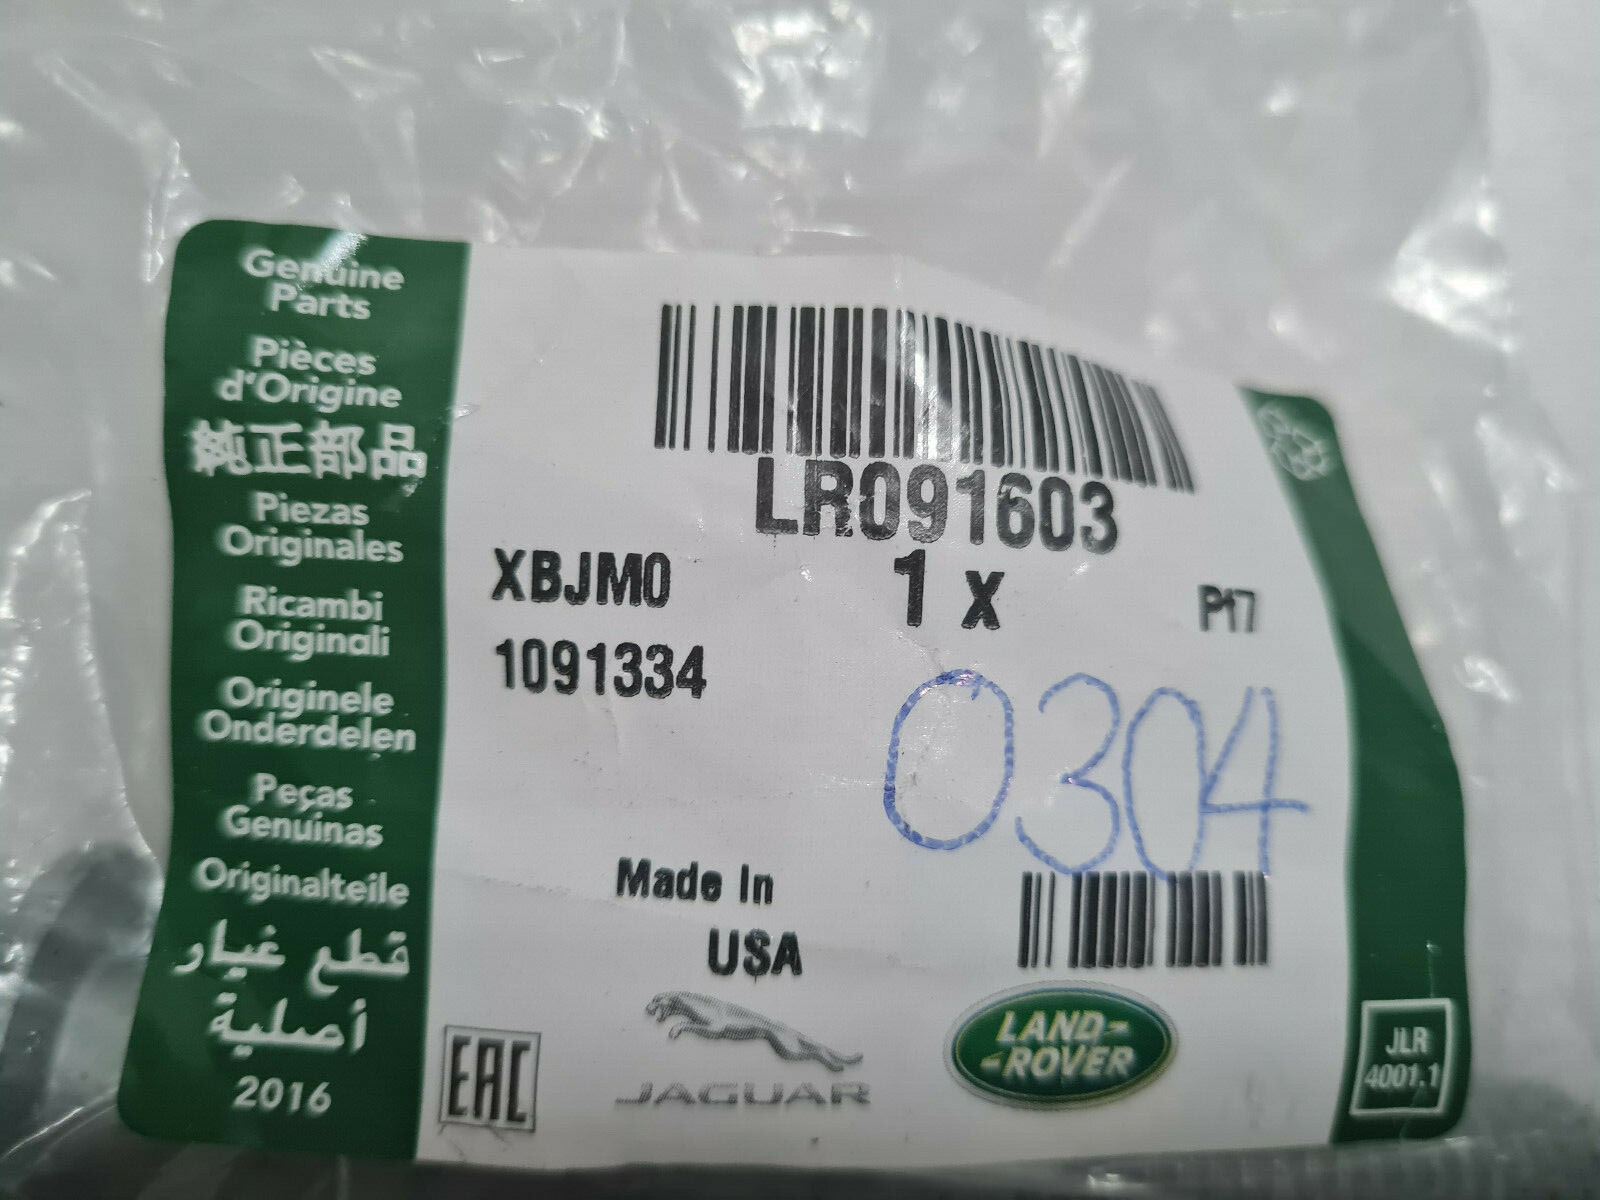 Genuine
Parts
Pièces
d'Origine
純正部品
Piezas
Originales
Ricambi
Originali
Originele
Onderdelen
Peças
Genuinas
Originalteile
قطع غيار
أصلية
2016
LR091603
XBJM0
1 x
P17
1091334
0304
Made In
USA
EAC
JAGUAR
LAND-
-ROVER
JLR
4001.1